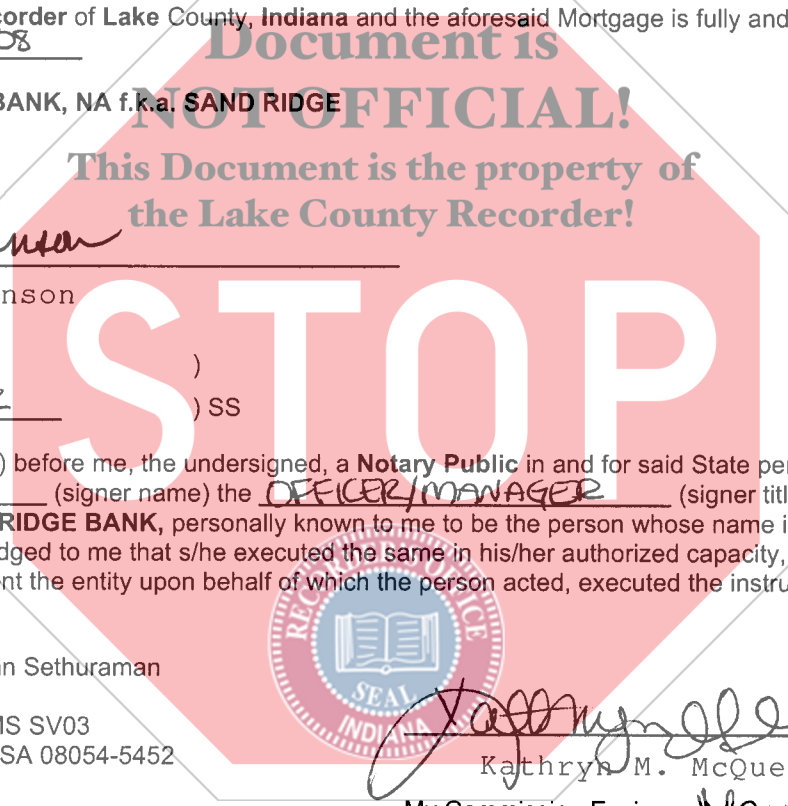 corder of Lake County, Indiana and the aforesaid Mortgage is fully and
08
Document is
BANK, NA f.k.a. SAND RIDGE
NOT OFFICIAL!
This Document is the property of
the Lake County Recorder!
nson
STOP
)
) SS
) before me, the undersigned, a Notary Public in and for said State per
(signer name) the OFFICER/MANAGER (signer titl
RIDGE BANK, personally known to me to be the person whose name i
dged to me that s/he executed the same in his/her authorized capacity,
nt the entity upon behalf of which the person acted, executed the instru
RECORDER'S OFFICE
SEAL
INDIANA
n Sethuraman
MS SV03
SA 08054-5452
Kathryn M. McQue